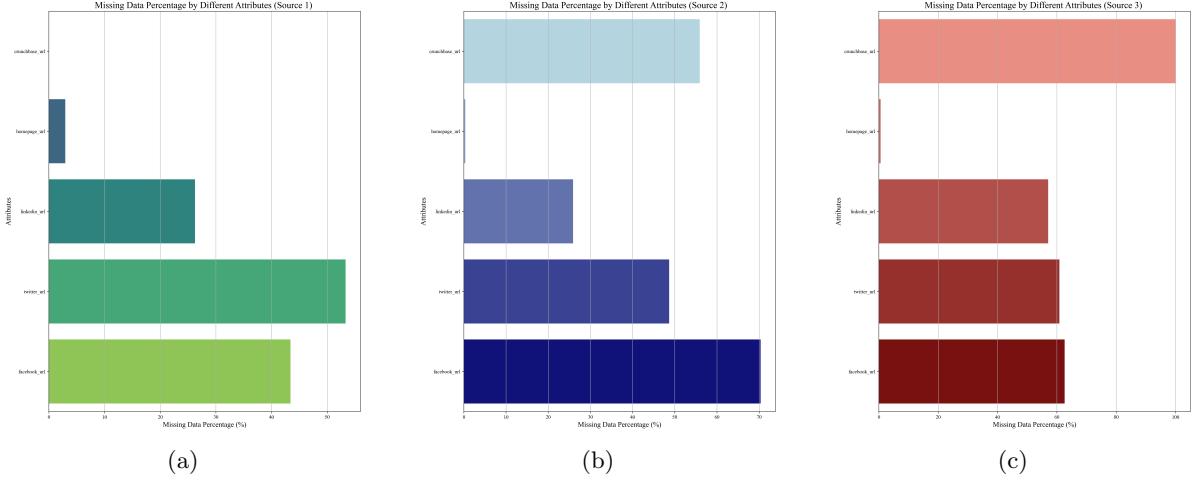 Missing Data Percentage by Different Attributes (Source 1)
crunchbase_url
homepage_url
linkedin_url
twitter_url
facebook_url
Attributes
0 10 20 30 40 50
Missing Data Percentage (%)
(a)
Missing Data Percentage by Different Attributes (Source 2)
crunchbase_url
homepage_url
linkedin_url
twitter_url
facebook_url
Attributes
0 10 20 30 40 50 60 70
Missing Data Percentage (%)
(b)
Missing Data Percentage by Different Attributes (Source 3)
crunchbase_url
homepage_url
linkedin_url
twitter_url
facebook_url
Attributes
0 20 40 60 80 100
Missing Data Percentage (%)
(c)